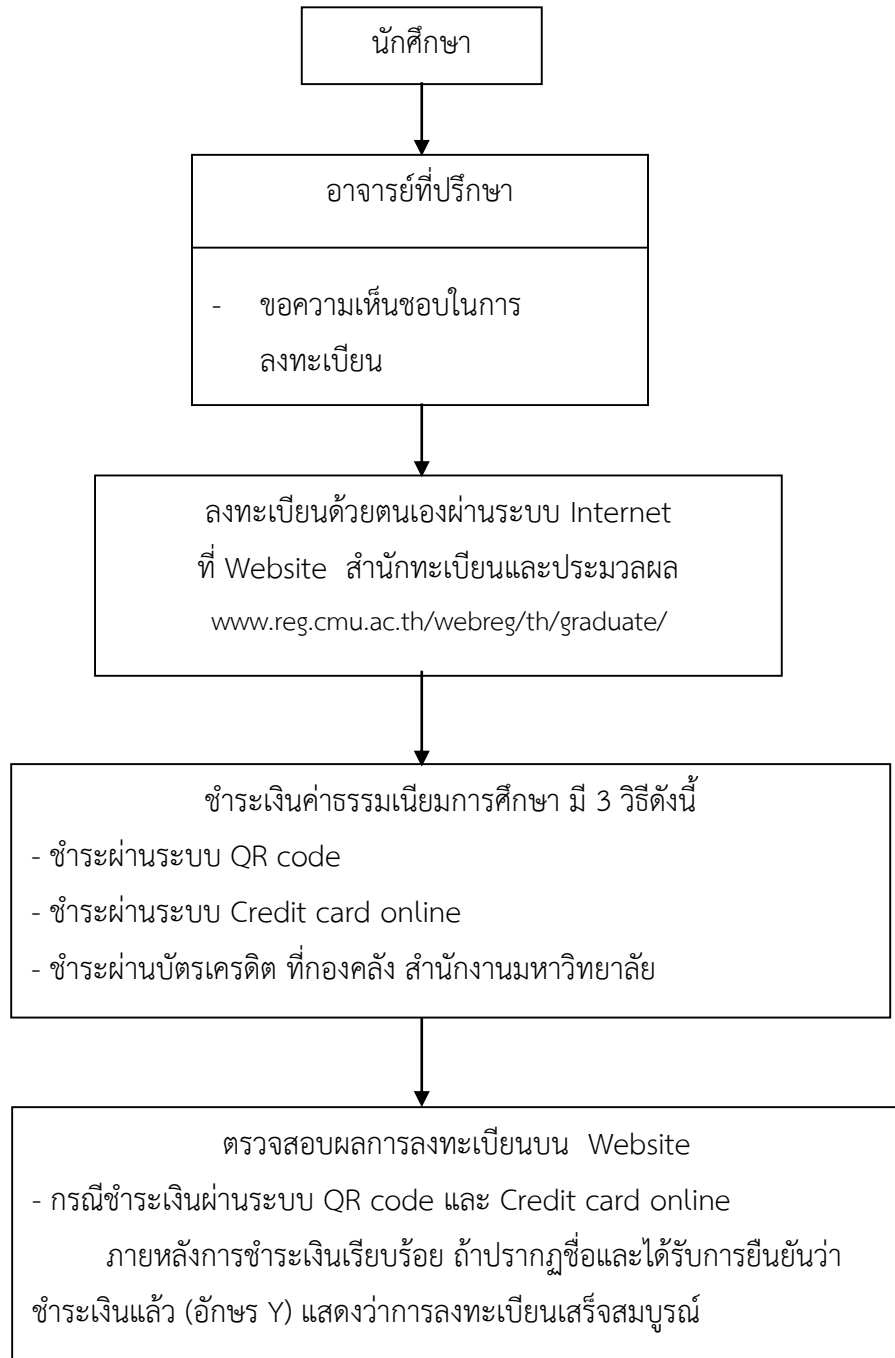 นักศึกษา
อาจารย์ที่ปรึกษา
- ขอความเห็นชอบในการ
ลงทะเบียน
ลงทะเบียนด้วยตนเองผ่านระบบ Internet
ที่ Website สำนักทะเบียนและประมวลผล
www.reg.cmu.ac.th/webreg/th/graduate/
ชำระเงินค่าธรรมเนียมการศึกษา มี 3 วิธีดังนี้
- ชำระผ่านระบบ QR code
- ชำระผ่านระบบ Credit card online
- ชำระผ่านบัตรเครดิต ที่กองคลัง สำนักงานมหาวิทยาลัย
ตรวจสอบผลการลงทะเบียนบน Website
- กรณีชำระเงินผ่านระบบ QR code และ Credit card online
ภายหลังการชำระเงินเรียบร้อย ถ้าปรากฏชื่อและได้รับการยืนยันว่า
ชำระเงินแล้ว (อักษร Y) แสดงว่าการลงทะเบียนเสร็จสมบูรณ์